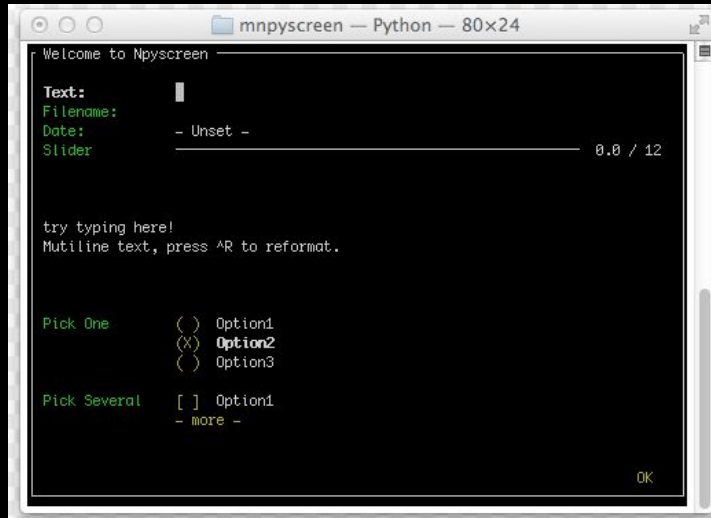 mnpyscreen — Python — 80×24
Welcome to Npyscreen
Text:
Filename:
Date: - Unset -
Slider 0.0 / 12
try typing here!
Mutiline text, press ^R to reformat.
Pick One ( ) Option1
(X) Option2
( ) Option3
Pick Several [ ] Option1
- more -
OK